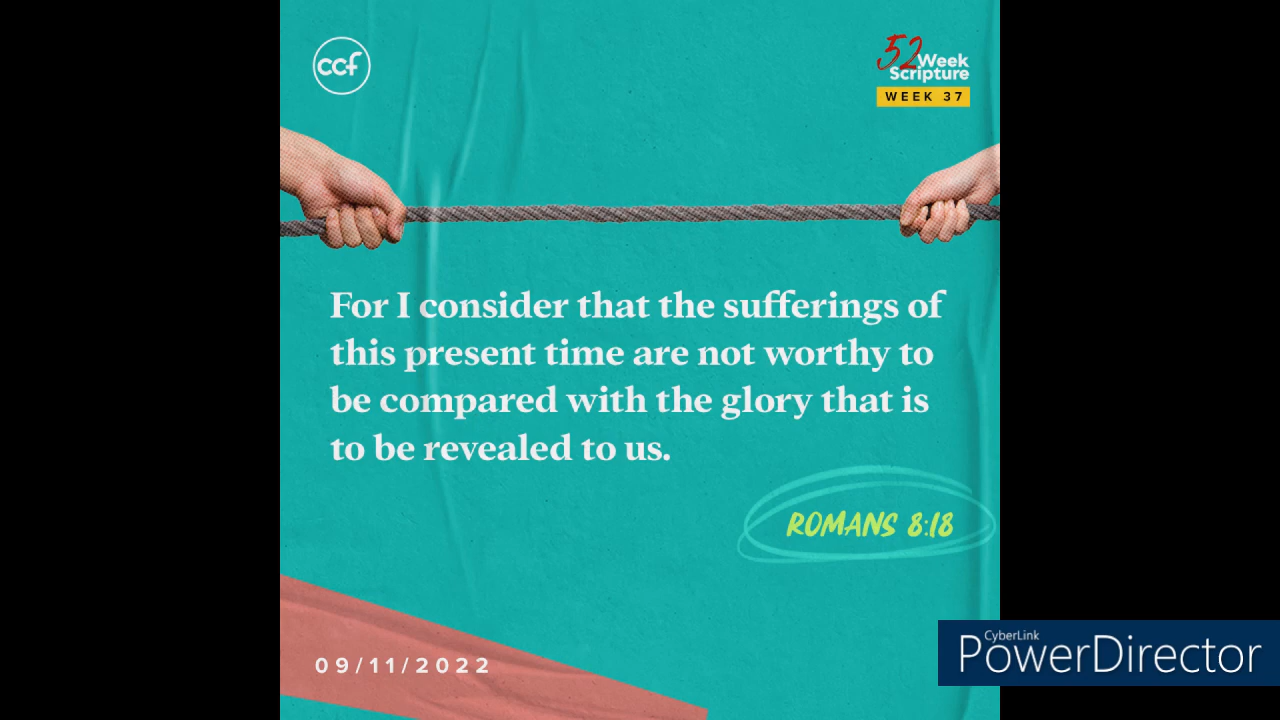 ccf
52 Week
Scripture
WEEK 37
For I consider that the sufferings of
this present time are not worthy to
be compared with the glory that is
to be revealed to us.
ROMANS 8:18
09/11/2022
CyberLink
PowerDirector